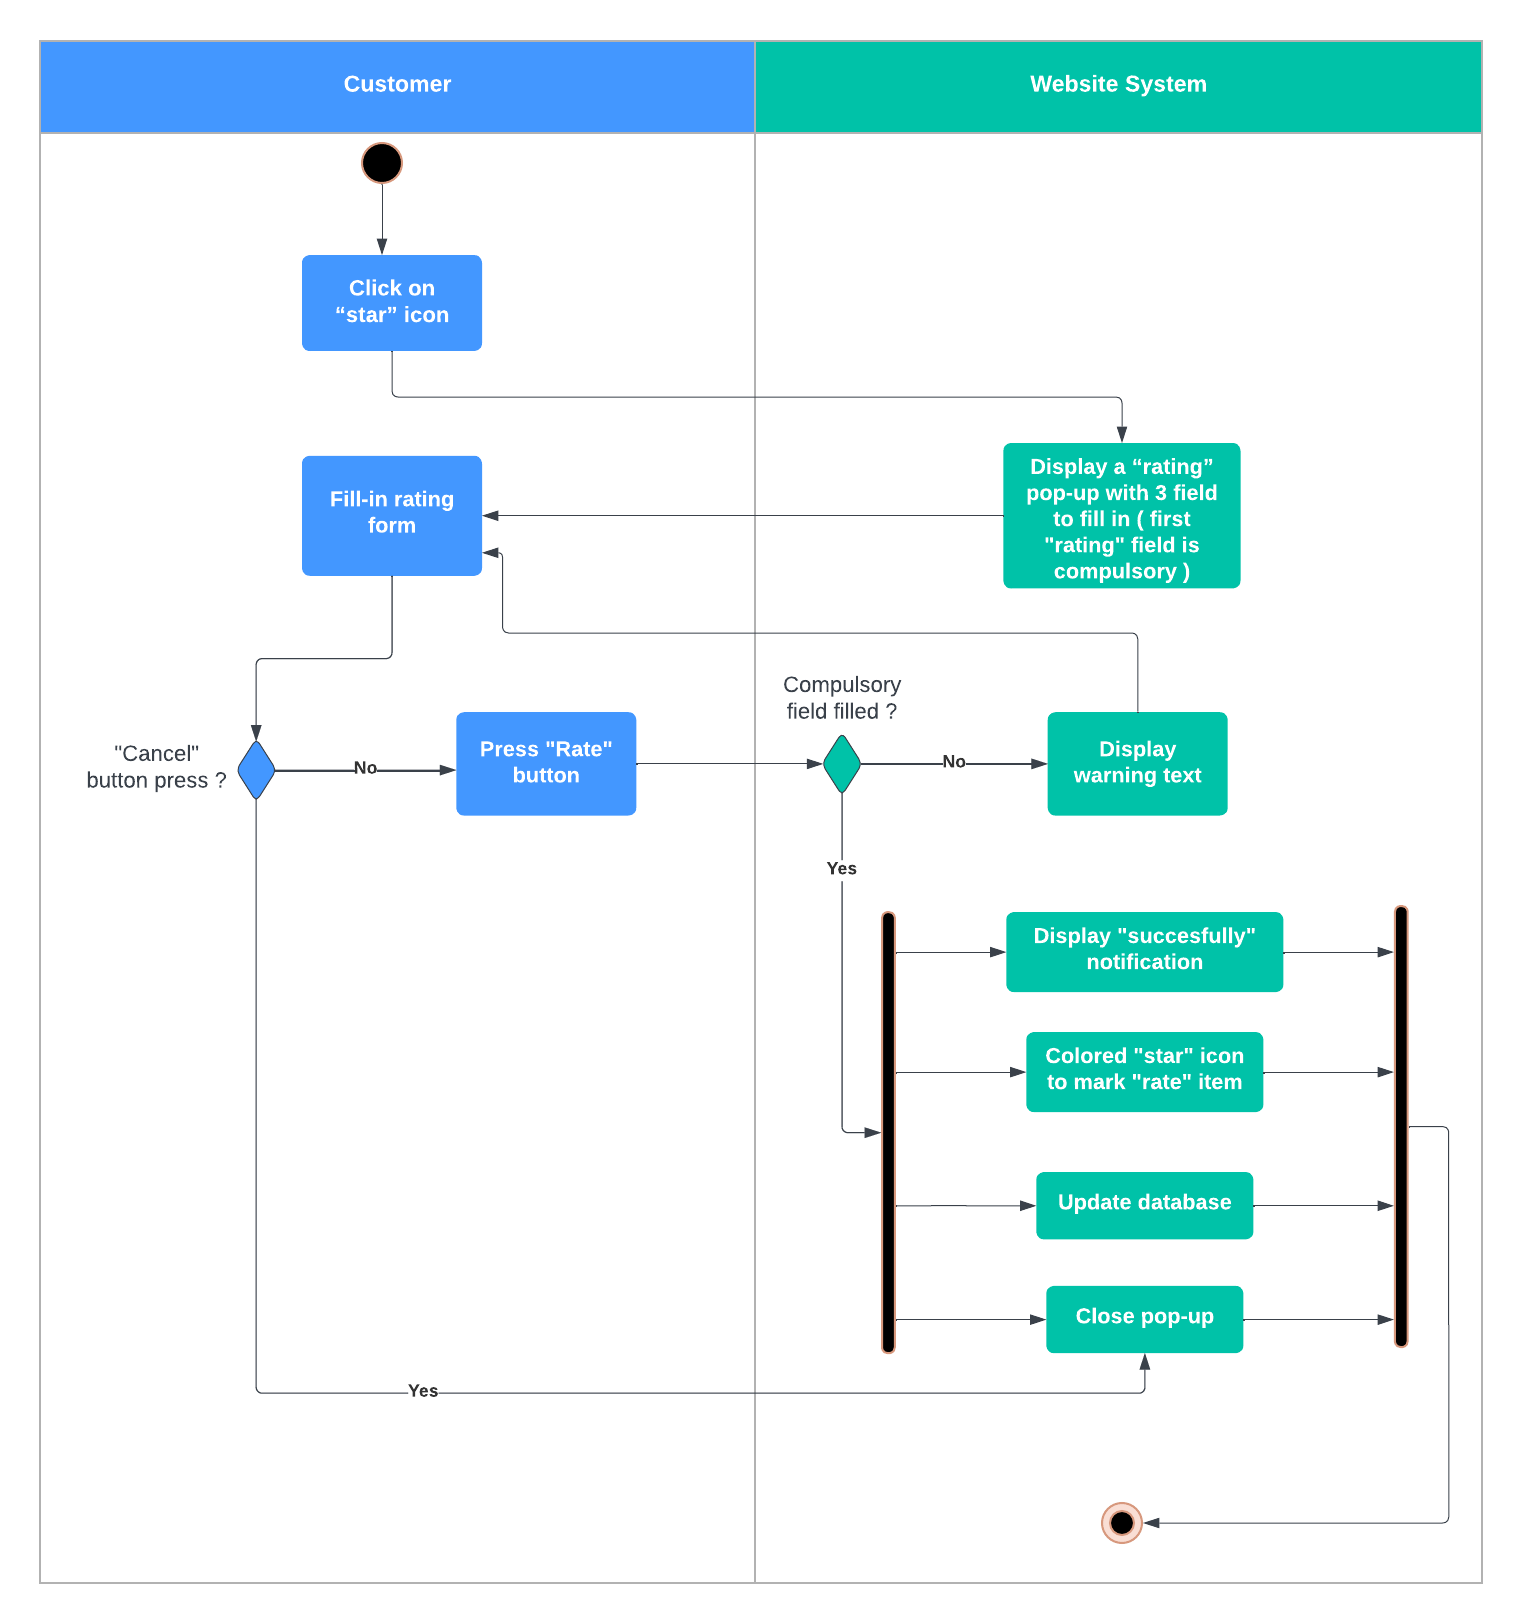 Customer
Website System
Click on
“star” icon
Display a “rating”
pop-up with 3 field
to fill in ( first
"rating" field is
compulsory )
Fill-in rating
form
Compulsory
field filled ?
"Cancel"
button press ?
No
Press "Rate"
button
No
Display
warning text
Yes
Display "succesfully"
notification
Colored "star" icon
to mark "rate" item
Update database
Close pop-up
Yes